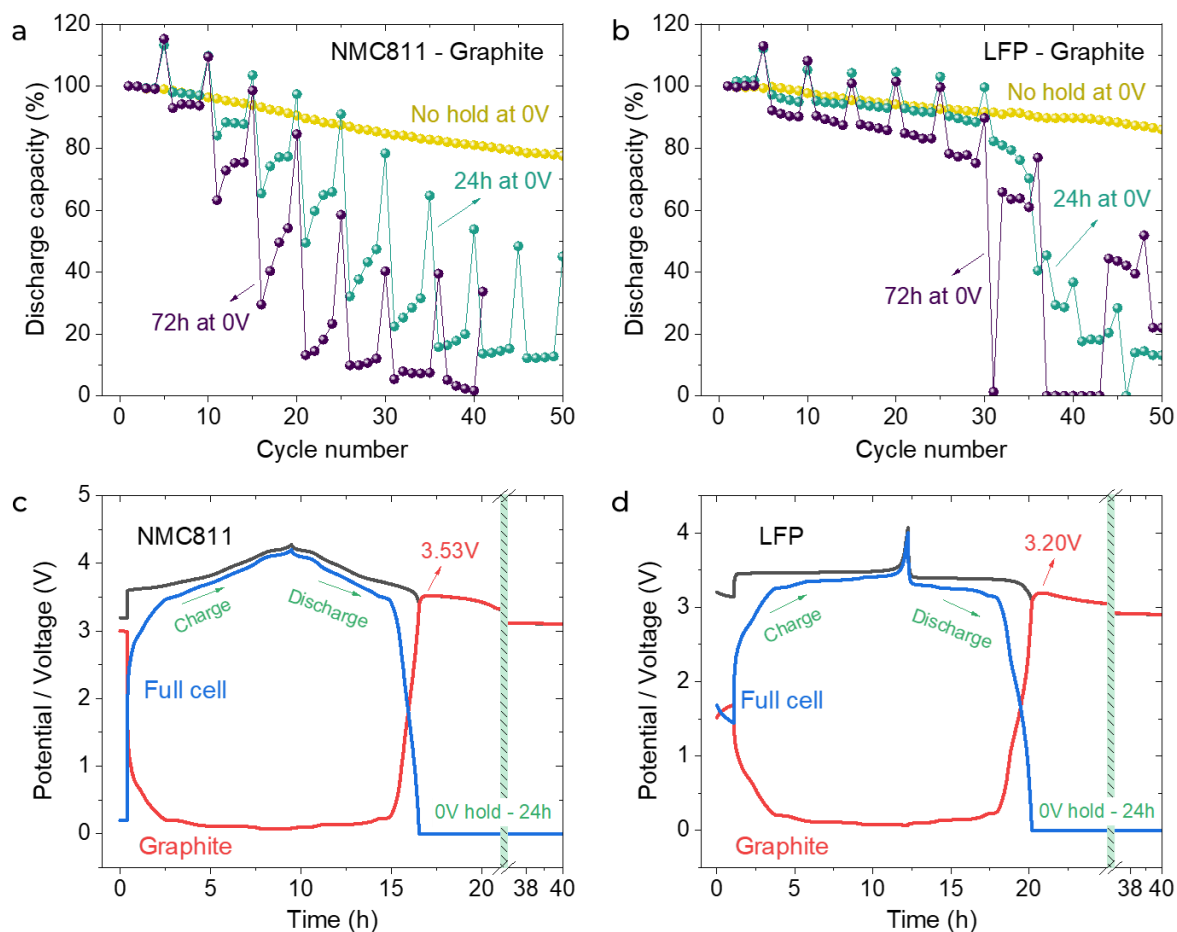 a
NMC811 - Graphite
No hold at 0V
24h at 0V
72h at 0V
Discharge capacity (%)
120
100
80
60
40
20
0
0 10 20 30 40 50
Cycle number
b
LFP - Graphite
No hold at 0V
24h at 0V
72h at 0V
Discharge capacity (%)
120
100
80
60
40
20
0
0 10 20 30 40 50
Cycle number
c
NMC811
3.53V
Charge
Discharge
Full cell
0V hold - 24h
Graphite
Potential / Voltage (V)
5
4
3
2
1
0
0 5 10 15 20 38 40
Time (h)
d
LFP
3.20V
Charge
Discharge
Full cell
0V hold - 24h
Graphite
Potential / Voltage (V)
4
3
2
1
0
0 5 10 15 20 38 40
Time (h)